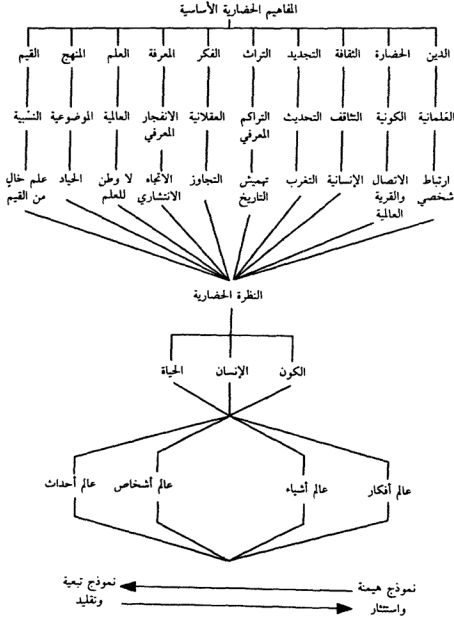 المفاهيم الحضارية الأساسية
الدين الحضارة الثقافة التجديد التراث الفكر المعرفة العلم المنهج القيم
العَلمانية الكونية التثاقف التحديث التراكم العقلانية الانفجار العالمية الموضوعية النسبية
المعرفي المعرفي
ارتباط الاتصال الإنسانية التغرب تهميش التجاوز الاتجاه لا وطن الحياد علم خالٍ
شخصي والقرية التاريخ الانتشاري للعلم من القيم
العالمية
النظرة الحضارية
الكون الإنسان الحياة
عالم أفكار عالم أشياء عالم أشخاص عالم أحداث
نموذج هيمنة نموذج تبعية
واستئثار وتقليد